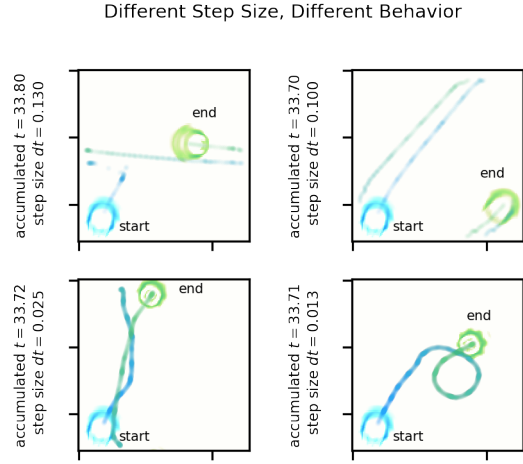 Different Step Size, Different Behavior
accumulated t = 33.80
step size dt = 0.130
end
start
accumulated t = 33.70
step size dt = 0.100
end
start
accumulated t = 33.72
step size dt = 0.025
end
start
accumulated t = 33.71
step size dt = 0.013
end
start